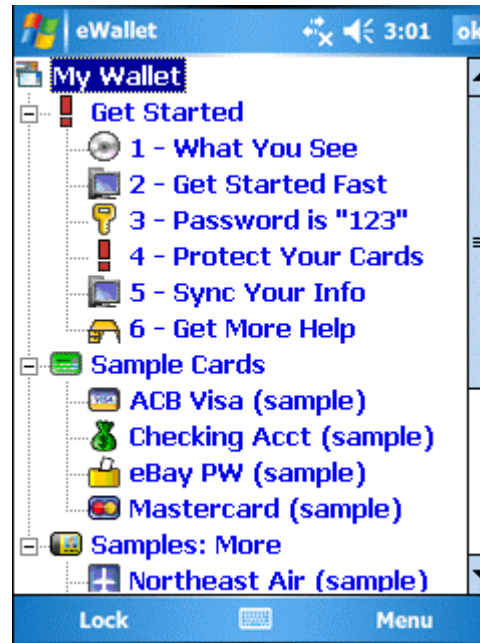 eWallet 3:01 ok
My Wallet
Get Started
1 - What You See
2 - Get Started Fast
3 - Password is "123"
4 - Protect Your Cards
5 - Sync Your Info
6 - Get More Help
Sample Cards
VISA ACB Visa (sample)
Checking Acct (sample)
eBay PW (sample)
Mastercard (sample)
Samples: More
Northeast Air (sample)
Lock Menu